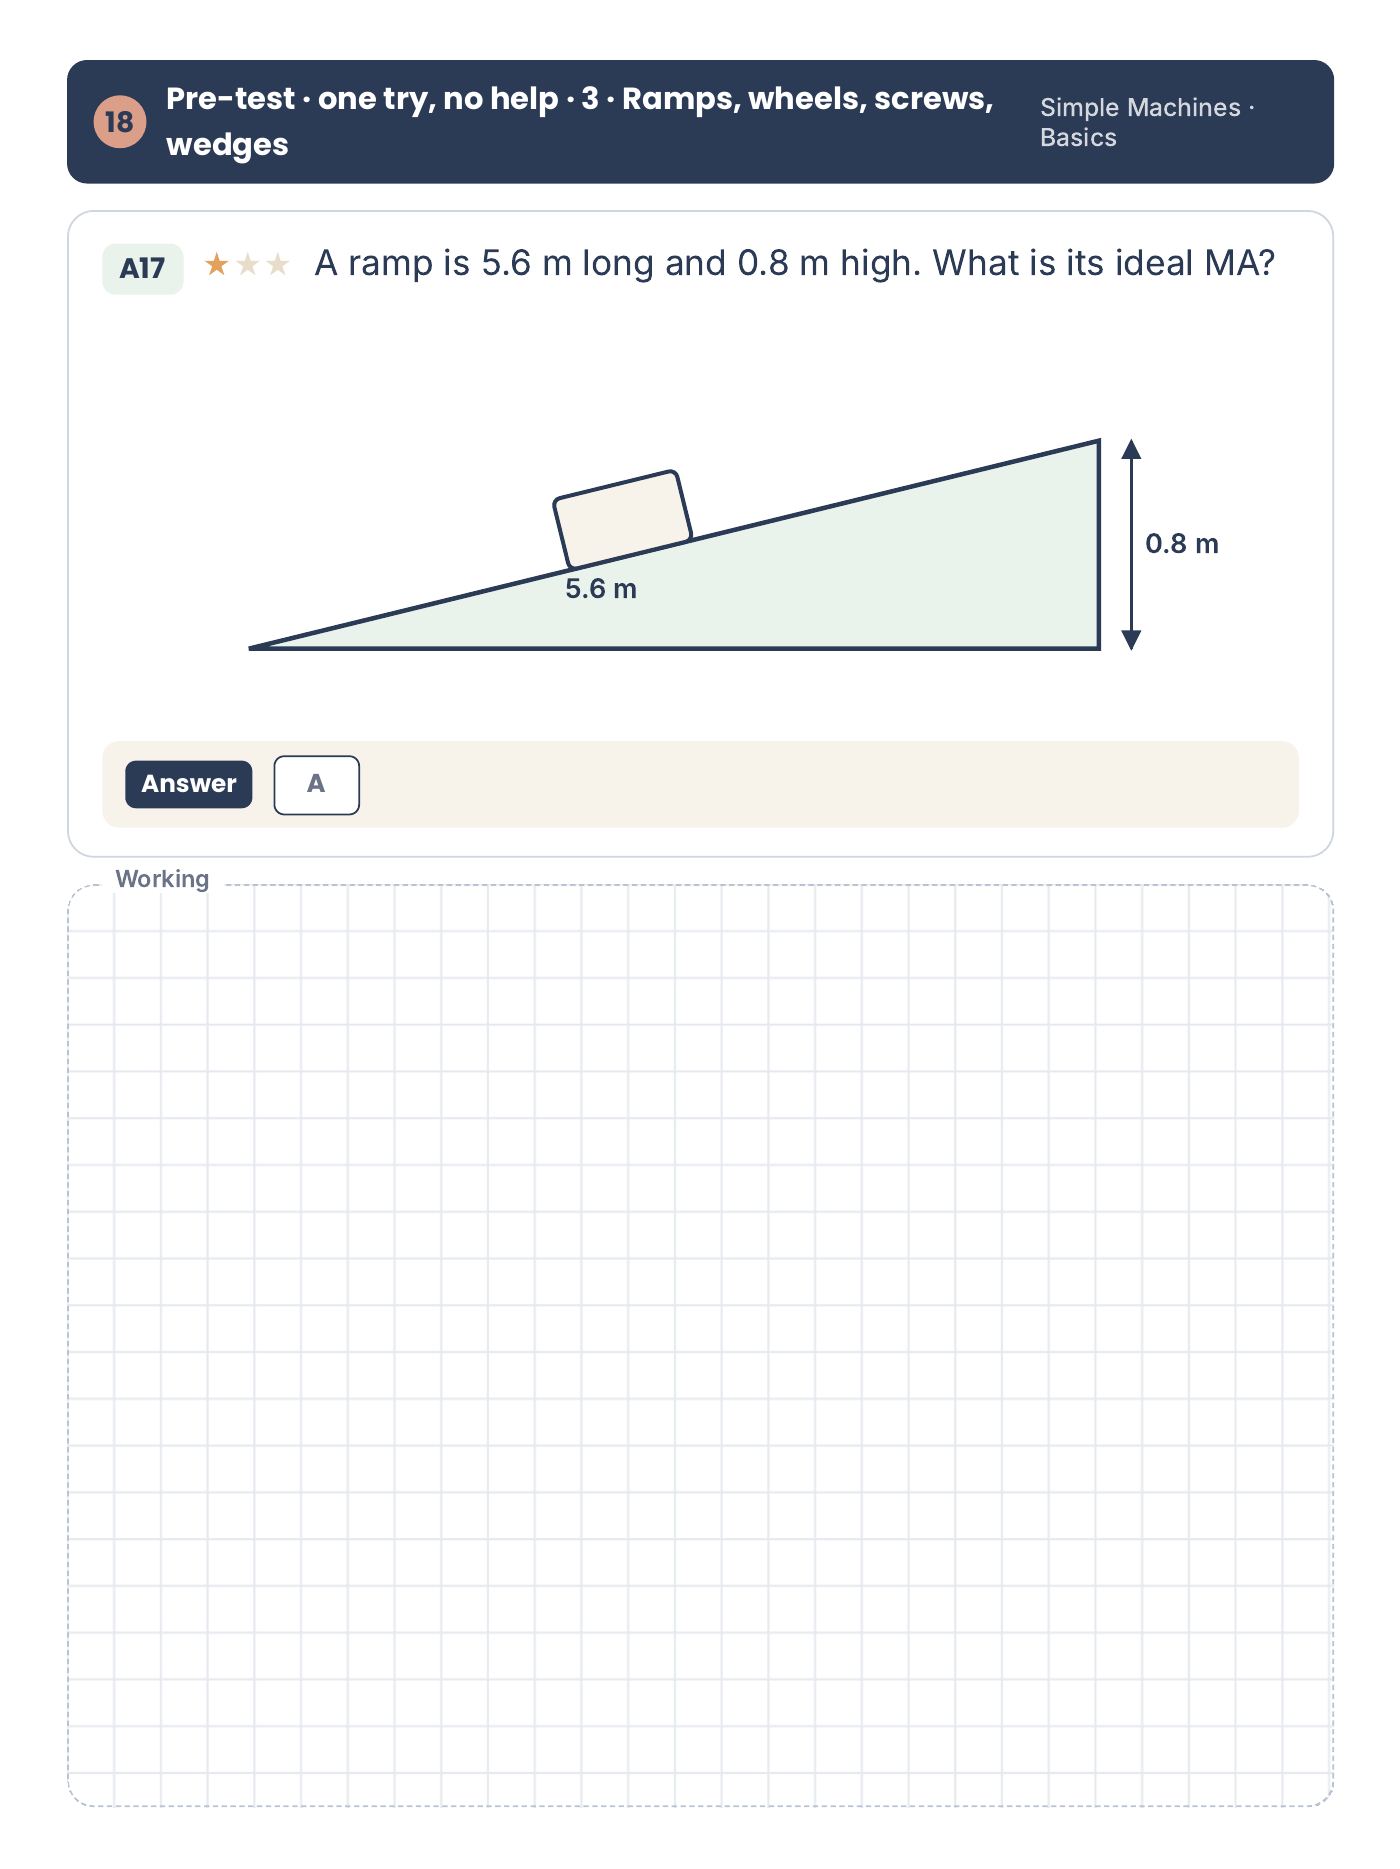 18
Pre-test · one try, no help · 3 · Ramps, wheels, screws,
wedges
Simple Machines ·
Basics
A17 ★★★ A ramp is 5.6 m long and 0.8 m high. What is its ideal MA?
0.8 m
5.6 m
Answer A
Working